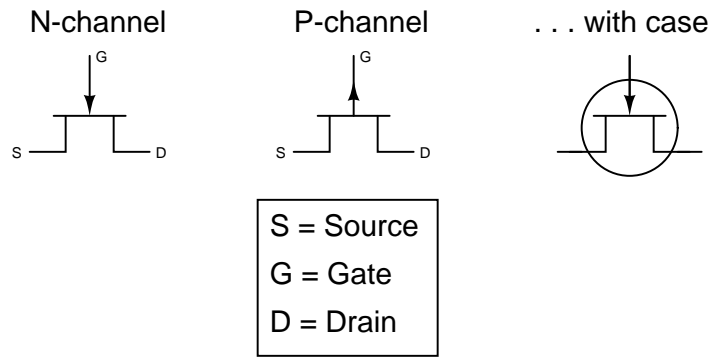 N-channel
P-channel
. . . with case
G
G
S
D
S
D
S = Source
G = Gate
D = Drain